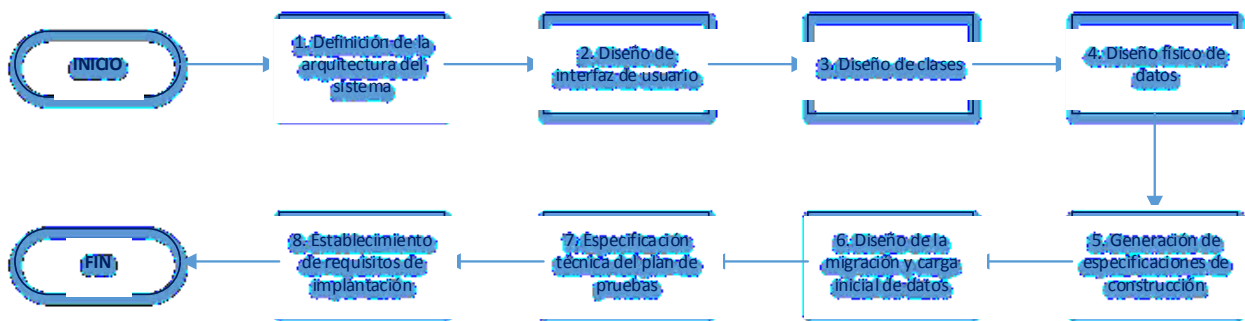 INICIO
1. Definición de la
arquitectura del
sistema
2. Diseño de
interfaz de usuario
3. Diseño de clases
4. Diseño físico de
datos
5. Generación de
especificaciones de
construcción
6. Diseño de la
migración y carga
inicial de datos
7. Especificación
técnica del plan de
pruebas
8. Establecimiento
de requisitos de
implantación
FIN